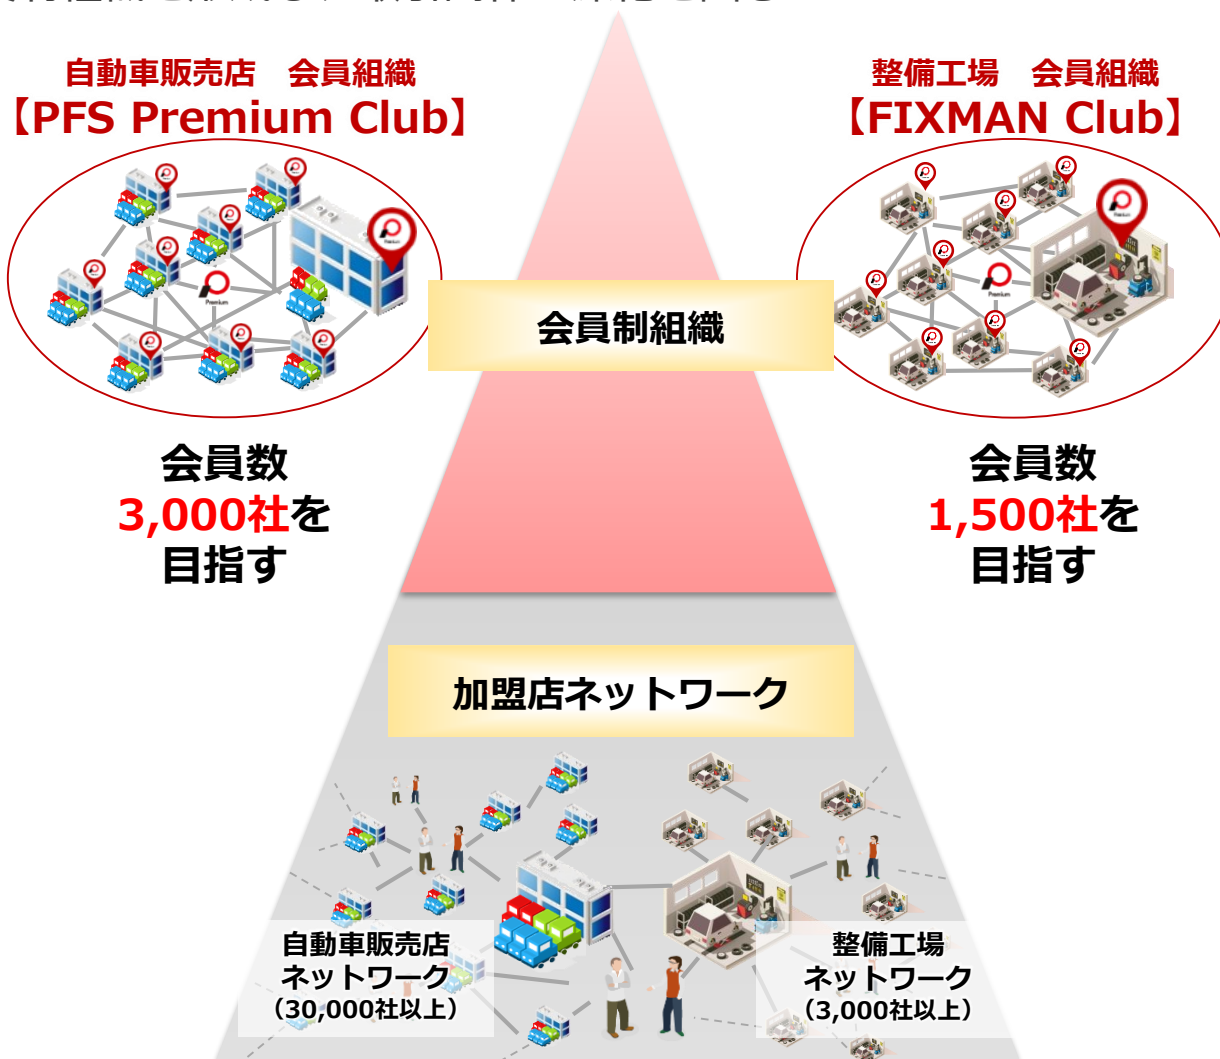 自動車販売店　会員組織
【PFS Premium Club】
整備工場　会員組織
【FIXMAN Club】
Premium
Premium
会員制組織
会員数
3,000社を
目指す
会員数
1,500社を
目指す
加盟店ネットワーク
自動車販売店
ネットワーク
（30,000社以上）
整備工場
ネットワーク
（3,000社以上）